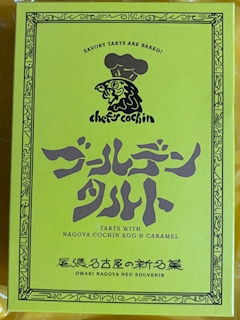 SAVORY TARTS ARE BAKED!
chef's cochin
ゴールデン
タルト
TARTS WITH
NAGOYA COCHIN EGG & CARAMEL
尾張名古屋の新名菓
OWARI NAGOYA NEO SOUVENIR